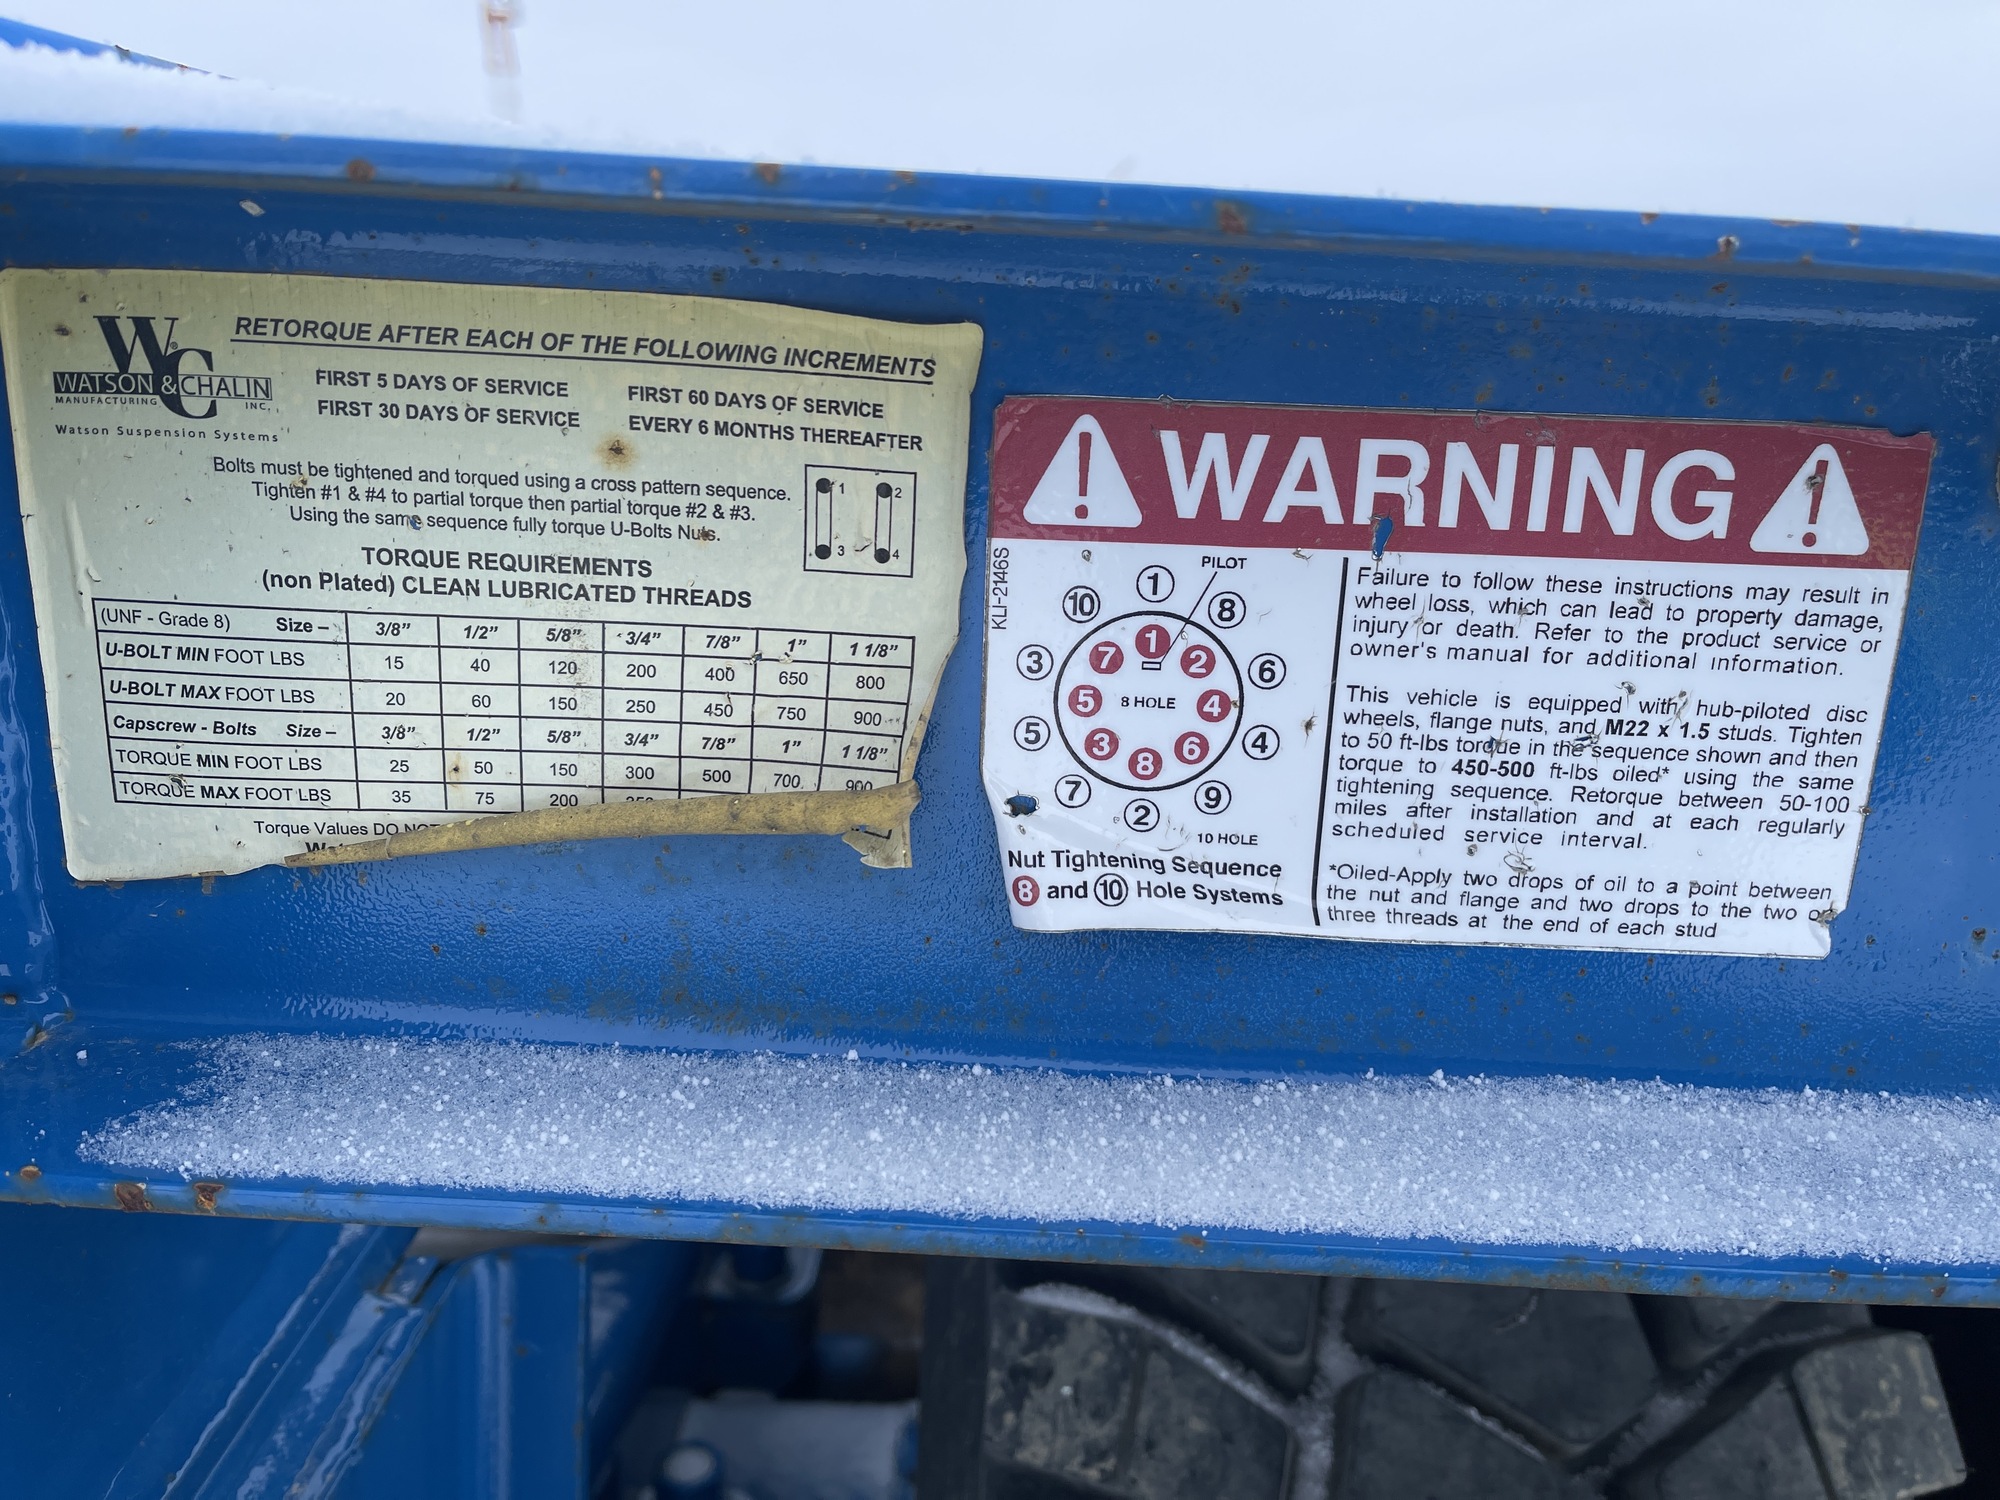 WC®
WATSON & CHALIN
MANUFACTURING INC.
Watson Suspension Systems
RETORQUE AFTER EACH OF THE FOLLOWING INCREMENTS
FIRST 5 DAYS OF SERVICE FIRST 60 DAYS OF SERVICE
FIRST 30 DAYS OF SERVICE EVERY 6 MONTHS THEREAFTER
Bolts must be tightened and torqued using a cross pattern sequence.
Tighten #1 & #4 to partial torque then partial torque #2 & #3.
Using the same sequence fully torque U-Bolts Nuts.
1 2
3 4
TORQUE REQUIREMENTS
(non Plated) CLEAN LUBRICATED THREADS
(UNF - Grade 8) Size – 3/8" 1/2" 5/8" 3/4" 7/8" 1" 1 1/8"
U-BOLT MIN FOOT LBS 15 40 120 200 400 650 800
U-BOLT MAX FOOT LBS 20 60 150 250 450 750 900
Capscrew - Bolts Size – 3/8" 1/2" 5/8" 3/4" 7/8" 1" 1 1/8"
TORQUE MIN FOOT LBS 25 50 150 300 500 700 900
TORQUE MAX FOOT LBS 35 75 200
Torque Values DO
WARNING
KLI-2146S
PILOT
1
10 8
1
7 2
3 6
5 8 HOLE 4
5 4
3 6
8
7 9
2
10 HOLE
Nut Tightening Sequence
8 and 10 Hole Systems
Failure to follow these instructions may result in
wheel loss, which can lead to property damage,
injury or death. Refer to the product service or
owner's manual for additional information.
This vehicle is equipped with hub-piloted disc
wheels, flange nuts, and M22 x 1.5 studs. Tighten
to 50 ft-lbs torque in the sequence shown and then
torque to 450-500 ft-lbs oiled* using the same
tightening sequence. Retorque between 50-100
miles after installation and at each regularly
scheduled service interval.
*Oiled-Apply two drops of oil to a point between
the nut and flange and two drops to the two or
three threads at the end of each stud